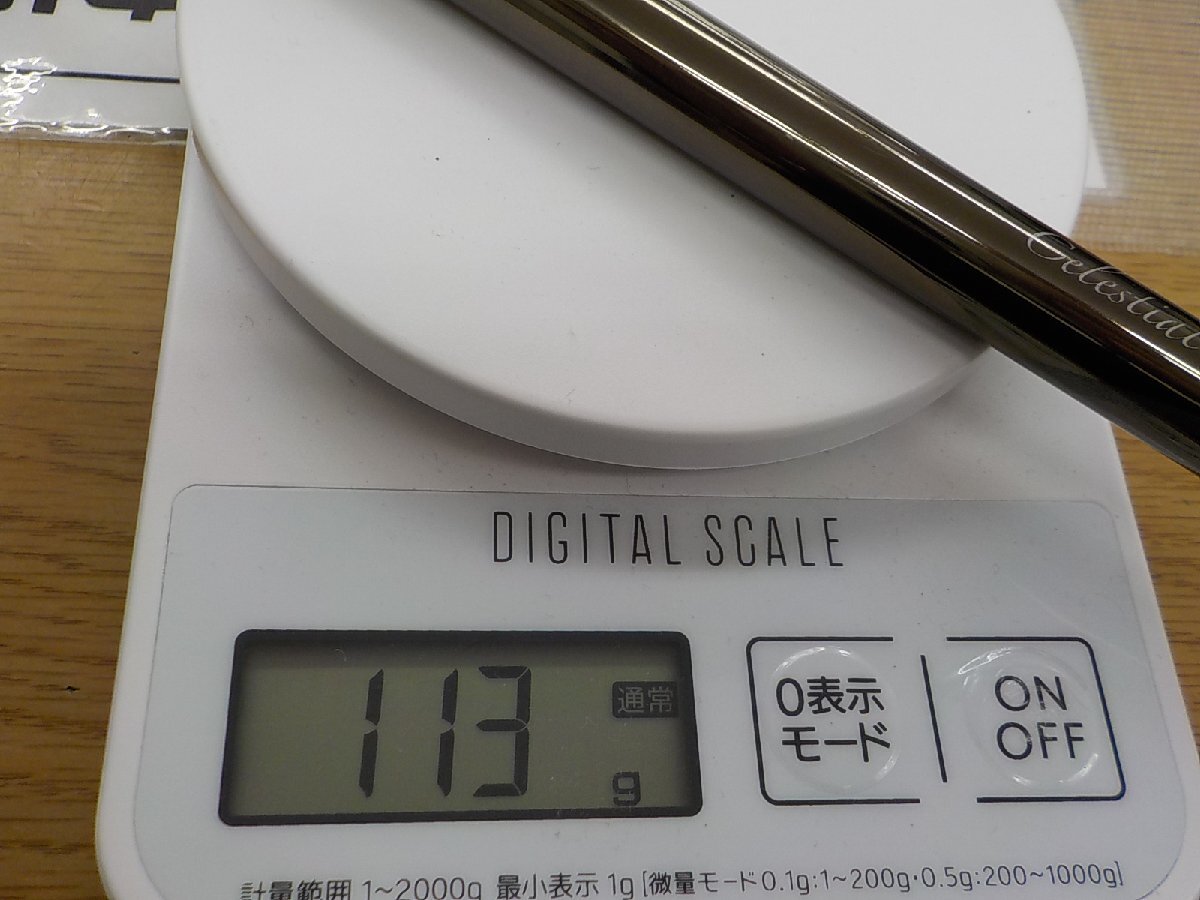 Celestial
DIGITAL SCALE
113
通常
g
0表示
モード
ON
OFF
計量範囲 1~2000g 最小表示 1g [微量モード0.1g:1~200g・0.5g:200~1000g]